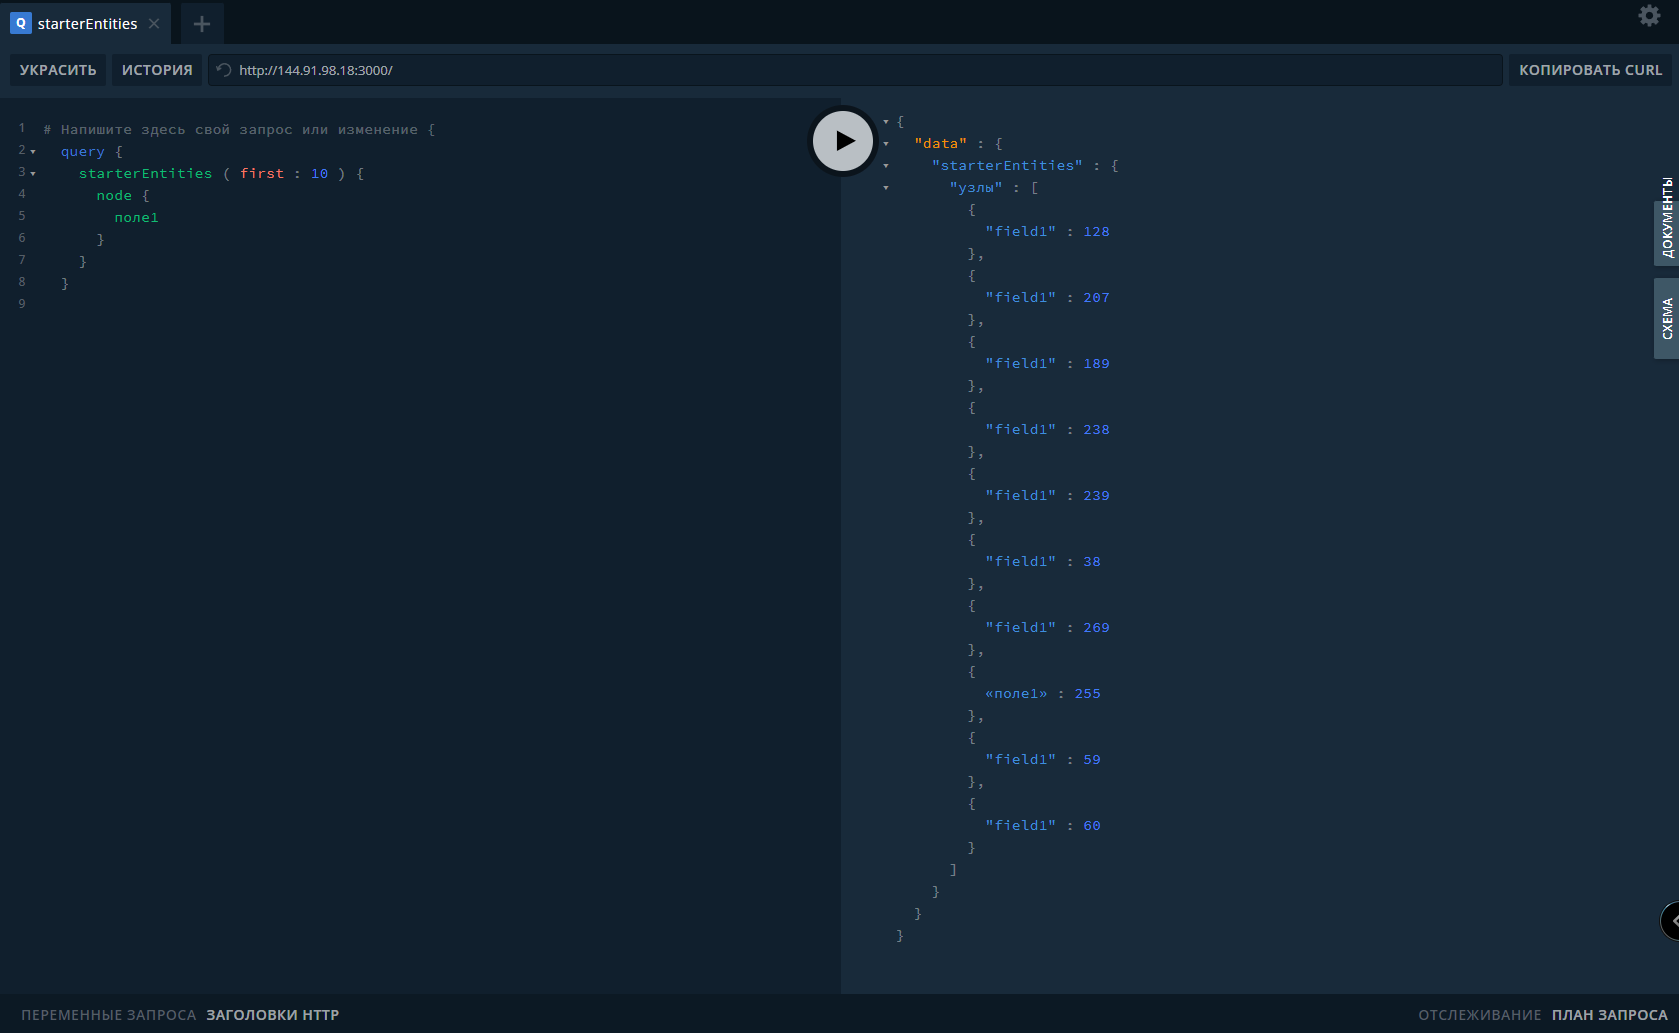 Q starterEntities
УКРАСИТЬ ИСТОРИЯ http://144.91.98.18:3000/ КОПИРОВАТЬ CURL
1 # Напишите здесь свой запрос или изменение {
2 query {
3 starterEntities ( first : 10 ) {
4 node {
5 поле1
6 }
7 }
8 }
9
{
"data" : {
"starterEntities" : {
"узлы" : [
{
"field1" : 128
},
{
"field1" : 207
},
{
"field1" : 189
},
{
"field1" : 238
},
{
"field1" : 239
},
{
"field1" : 38
},
{
"field1" : 269
},
{
«поле1» : 255
},
{
"field1" : 59
},
{
"field1" : 60
}
]
}
}
}
ДОКУМЕНТЫ
СХЕМА
ПЕРЕМЕННЫЕ ЗАПРОСА ЗАГОЛОВКИ HTTP
ОТСЛЕЖИВАНИЕ ПЛАН ЗАПРОСА